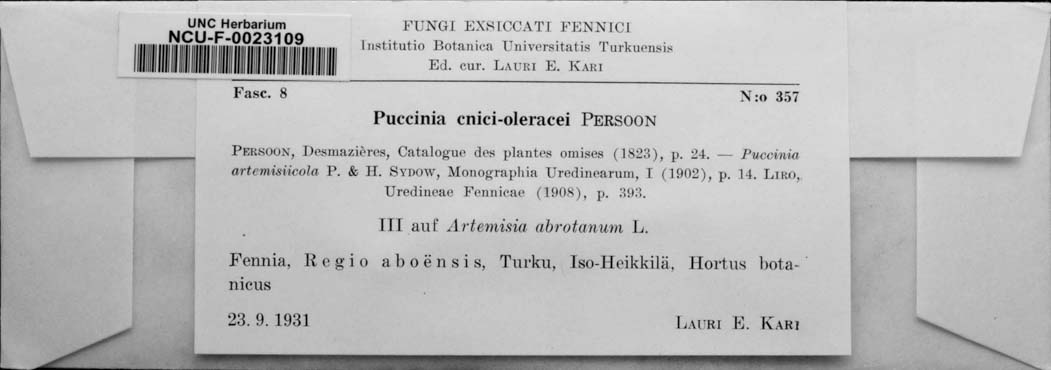 UNC Herbarium
NCU-F-0023109
FUNGI EXSICCATI FENNICI
Institutio Botanica Universitatis Turkuensis
Ed. cur. LAURI E. KARI
Fasc. 8 N:o 357
Puccinia cnici-oleracei PERSOON
PERSOON, Desmazières, Catalogue des plantes omises (1823), p. 24. — Puccinia
artemisiicola P. & H. SYDOW, Monographia Uredinearum, I (1902), p. 14. LIRO,
Uredineae Fennicae (1908), p. 393.
III auf Artemisia abrotanum L.
Fennia, Regio aboënsis, Turku, Iso-Heikkilä, Hortus bota-
nicus
23. 9. 1931 LAURI E. KARI